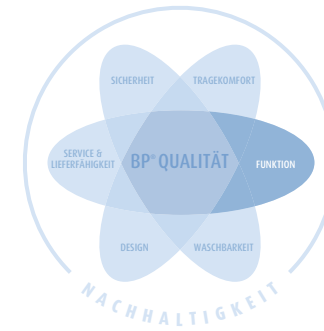 SICHERHEIT
TRAGEKOMFORT
SERVICE &
LIEFERFÄHIGKEIT
BP® QUALITÄT
FUNKTION
DESIGN
WASCHBARKEIT
NACHHALTIGKEIT